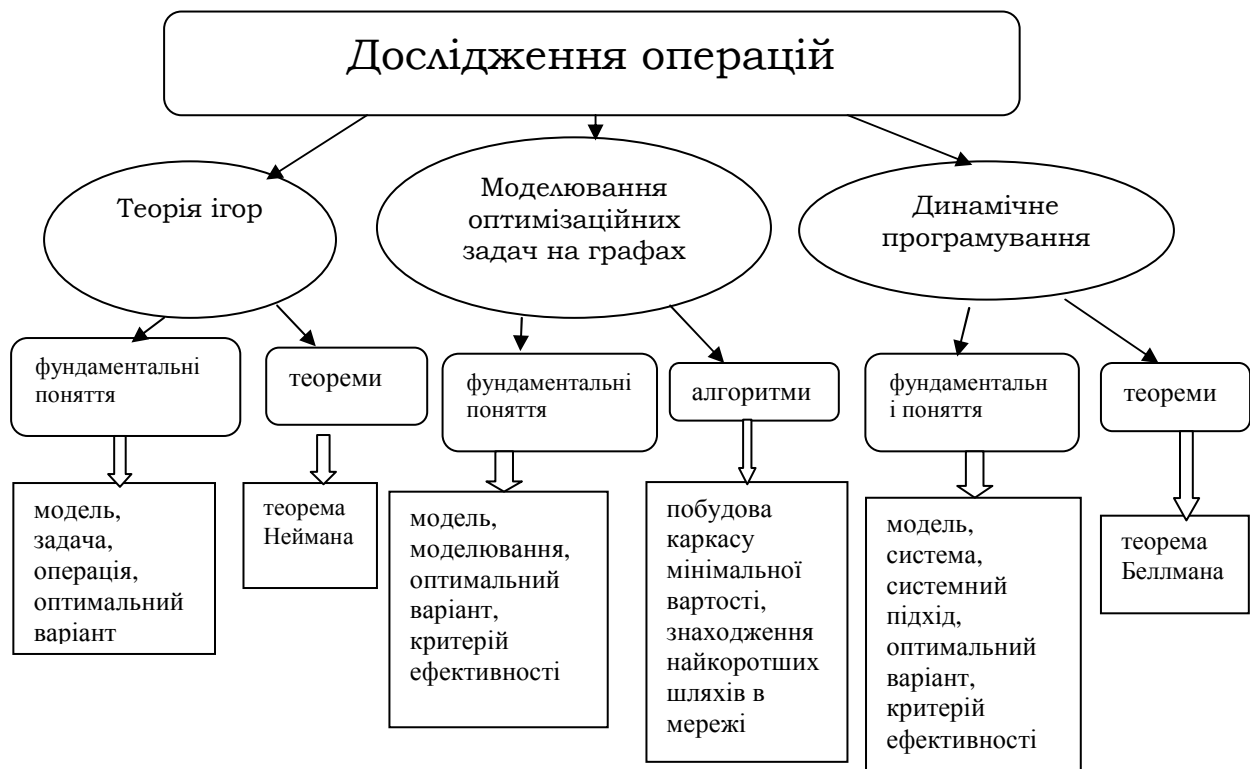 Дослідження операцій
Теорія ігор
Моделювання
оптимізаційних
задач на графах
Динамічне
програмування
фундаментальні
поняття
теореми
фундаментальні
поняття
алгоритми
фундаментальн
і поняття
теореми
модель,
задача,
операція,
оптимальний
варіант
теорема
Неймана
модель,
моделювання,
оптимальний
варіант,
критерій
ефективності
побудова
каркасу
мінімальної
вартості,
знаходження
найкоротших
шляхів в
мережі
модель,
система,
системний
підхід,
оптимальний
варіант,
критерій
ефективності
теорема
Беллмана